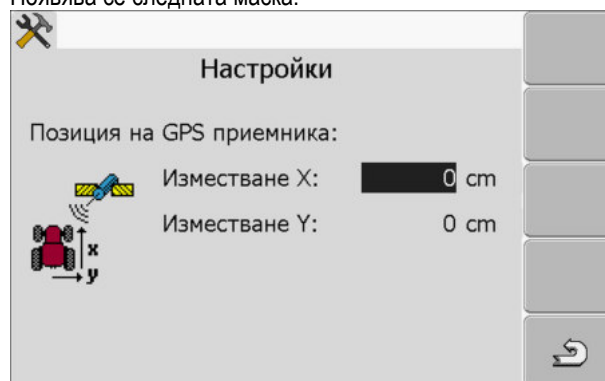 Появява се следната маска:
Настройки
Позиция на GPS приемника:
Изместване X: 0 cm
Изместване Y: 0 cm
x
y